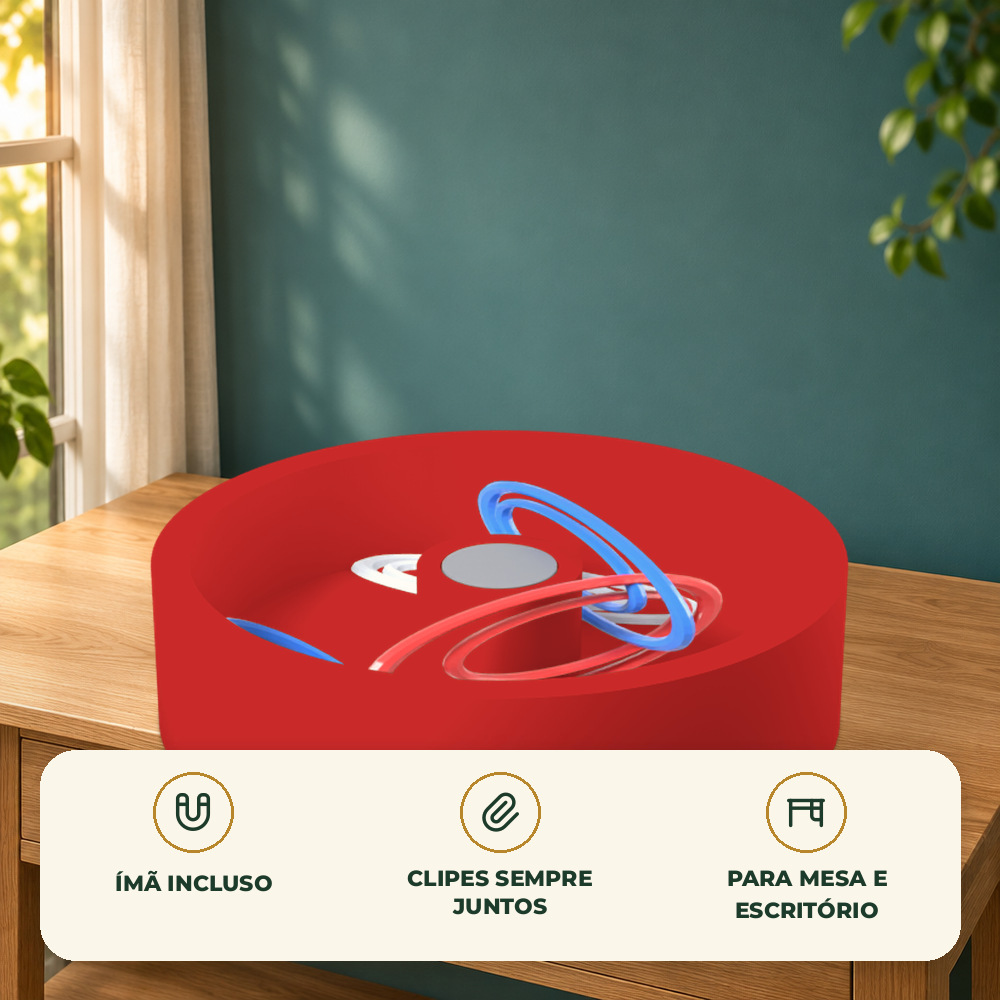 ÍMÃ INCLUSO
CLIPES SEMPRE
JUNTOS
PARA MESA E
ESCRITÓRIO